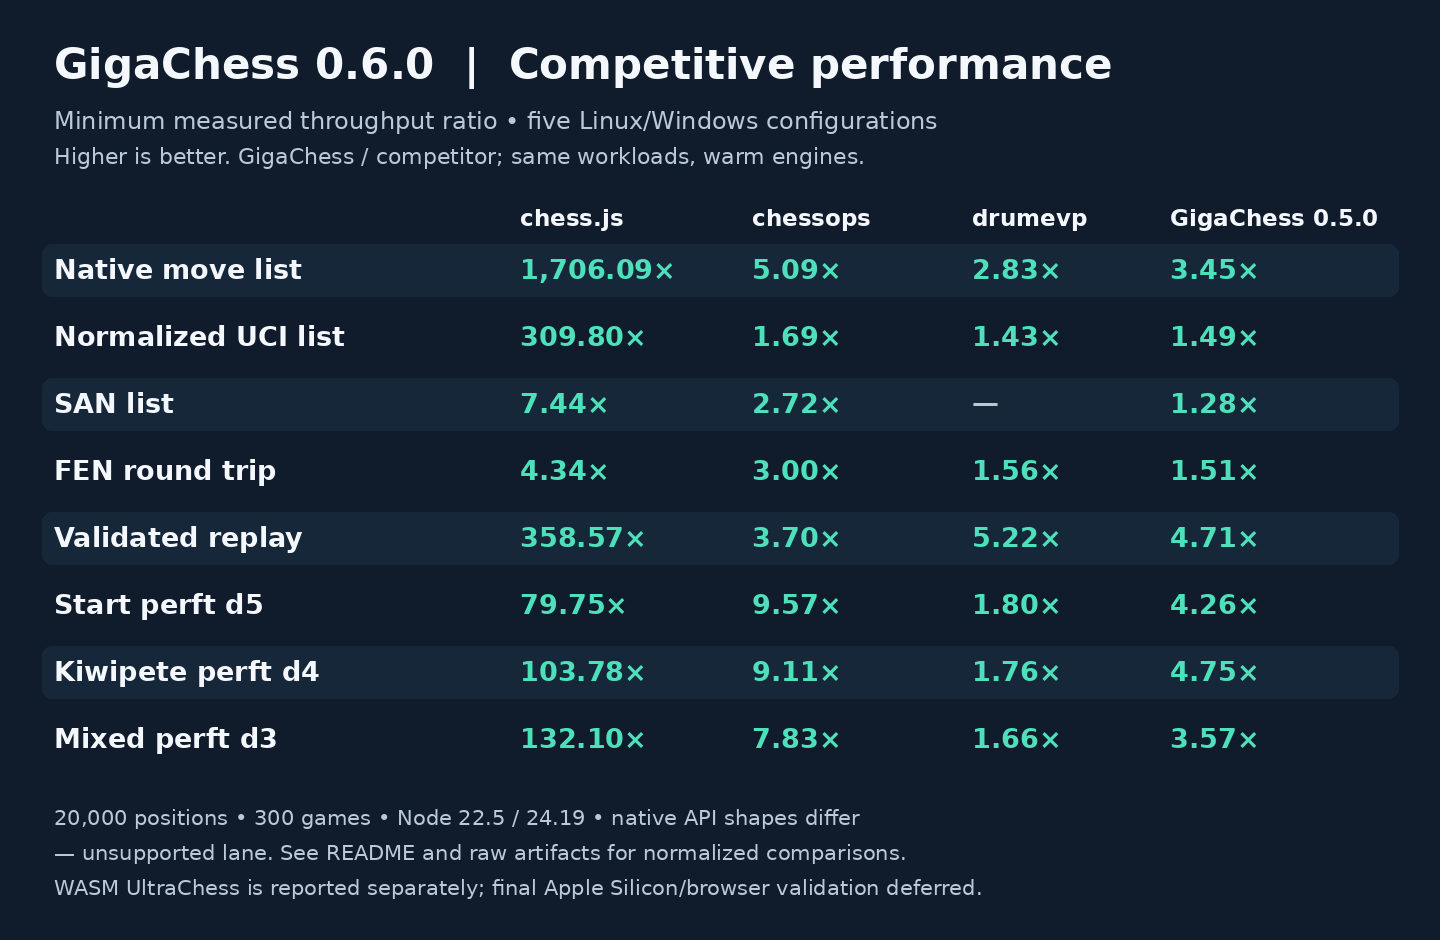 GigaChess 0.6.0 | Competitive performance
Minimum measured throughput ratio • five Linux/Windows configurations
Higher is better. GigaChess / competitor; same workloads, warm engines.
chess.js chessops drumevp GigaChess 0.5.0
Native move list 1,706.09× 5.09× 2.83× 3.45×
Normalized UCI list 309.80× 1.69× 1.43× 1.49×
SAN list 7.44× 2.72× — 1.28×
FEN round trip 4.34× 3.00× 1.56× 1.51×
Validated replay 358.57× 3.70× 5.22× 4.71×
Start perft d5 79.75× 9.57× 1.80× 4.26×
Kiwipete perft d4 103.78× 9.11× 1.76× 4.75×
Mixed perft d3 132.10× 7.83× 1.66× 3.57×
20,000 positions • 300 games • Node 22.5 / 24.19 • native API shapes differ
— unsupported lane. See README and raw artifacts for normalized comparisons.
WASM UltraChess is reported separately; final Apple Silicon/browser validation deferred.